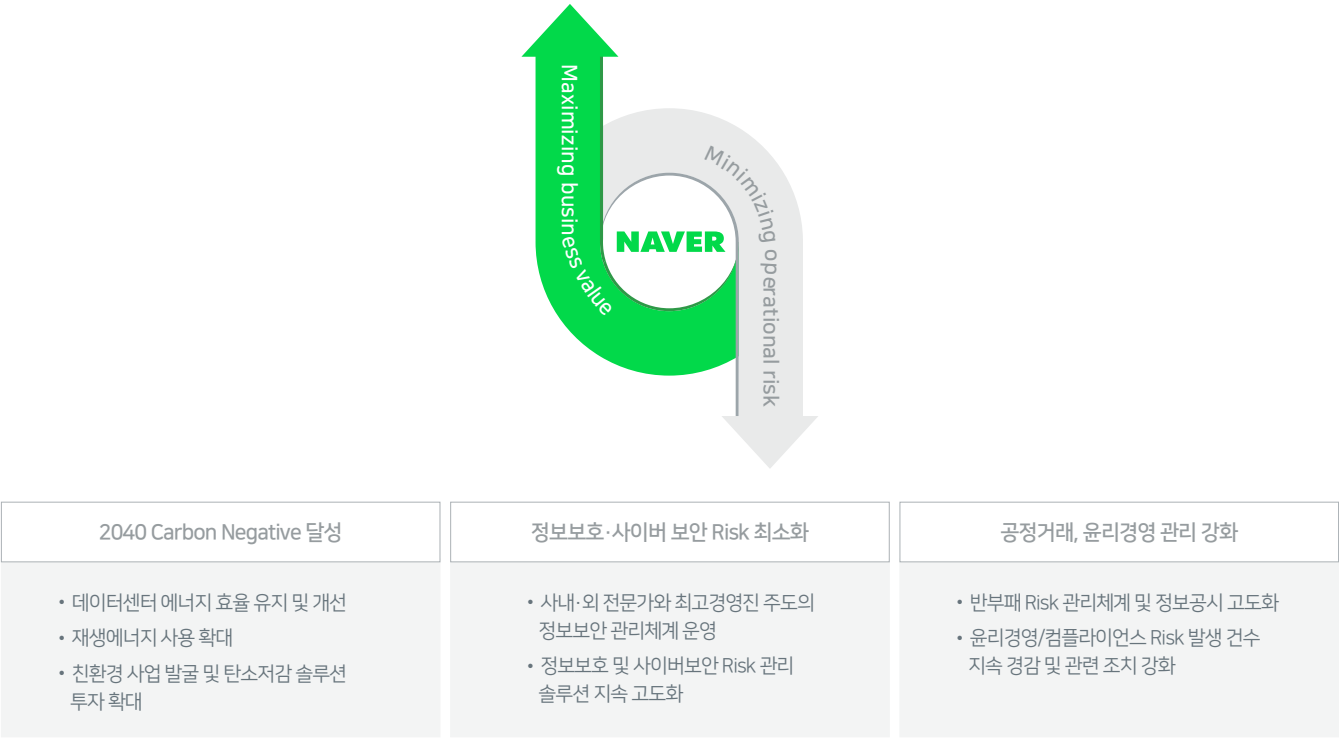 Maximizing business value
Minimizing operational risk
NAVER
2040 Carbon Negative 달성
• 데이터센터 에너지 효율 유지 및 개선
• 재생에너지 사용 확대
• 친환경 사업 발굴 및 탄소저감 솔루션
투자 확대
정보보호·사이버 보안 Risk 최소화
• 사내·외 전문가와 최고경영진 주도의
정보보안 관리체계 운영
• 정보보호 및 사이버보안 Risk 관리
솔루션 지속 고도화
공정거래, 윤리경영 관리 강화
• 반부패 Risk 관리체계 및 정보공시 고도화
• 윤리경영/컴플라이언스 Risk 발생 건수
지속 경감 및 관련 조치 강화